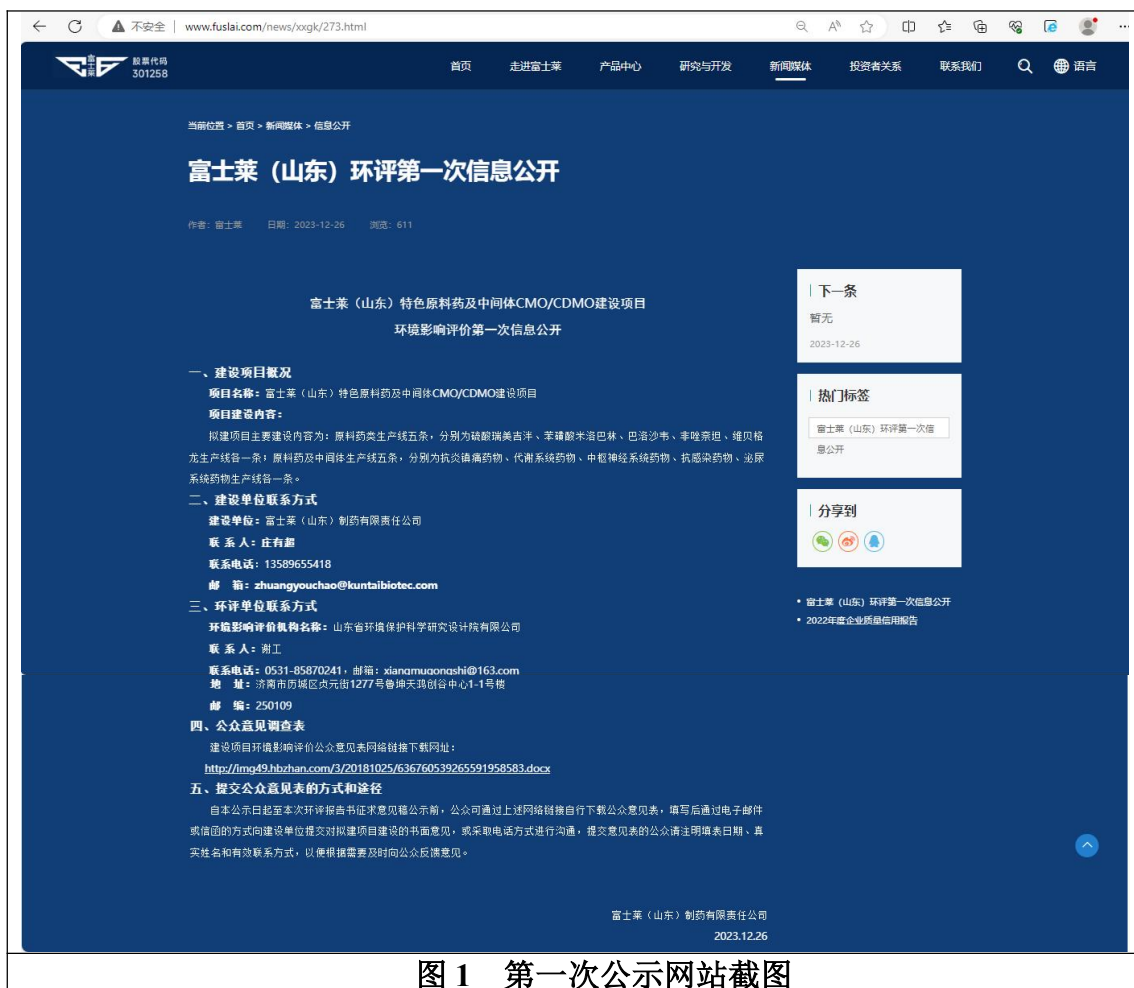 不安全 www.fuslai.com/news/xxgk/273.html
富士莱 股票代码
301258
首页 走进富士莱 产品中心 研究与开发 新闻媒体 投资者关系 联系我们 语言
当前位置 > 首页 > 新闻媒体 > 信息公开
富士莱（山东）环评第一次信息公开
作者：富士莱 日期：2023-12-26 浏览：611
富士莱（山东）特色原料药及中间体CMO/CDMO建设项目
环境影响评价第一次信息公开
一、建设项目概况
项目名称：富士莱（山东）特色原料药及中间体CMO/CDMO建设项目
项目建设内容：
拟建项目主要建设内容为：原料药类生产线五条，分别为硫酸瑞美吉泮、苯磺酸米洛巴林、巴洛沙韦、非唑奈坦、维贝格
龙生产线各一条；原料药及中间体生产线五条，分别为抗炎镇痛药物、代谢系统药物、中枢神经系统药物、抗感染药物、泌尿
系统药物生产线各一条。
二、建设单位联系方式
建设单位：富士莱（山东）制药有限责任公司
联 系 人：庄有超
联系电话：13589655418
邮 箱：zhuangyouchao@kuntaibiotec.com
三、环评单位联系方式
环境影响评价机构名称：山东省环境保护科学研究设计院有限公司
联 系 人：谢工
联系电话：0531-85870241，邮箱：xiangmugongshi@163.com
地 址：济南市历城区贞元街1277号鲁坤天鸿创谷中心1-1号楼
邮 编：250109
四、公众意见调查表
建设项目环境影响评价公众意见表网络链接下载网址：
http://img49.hbzhan.com/3/20181025/636760539265591958583.docx
五、提交公众意见表的方式和途径
自本公示日起至本次环评报告书征求意见稿公示前，公众可通过上述网络链接自行下载公众意见表，填写后通过电子邮件
或信函的方式向建设单位提交对拟建项目建设的书面意见，或采取电话方式进行沟通，提交意见表的公众请注明填表日期、真
实姓名和有效联系方式，以便根据需要及时向公众反馈意见。
富士莱（山东）制药有限责任公司
2023.12.26
下一条
暂无
2023-12-26
热门标签
富士莱（山东）环评第一次信
息公开
分享到
• 富士莱（山东）环评第一次信息公开
• 2022年度企业质量信用报告
图 1 第一次公示网站截图